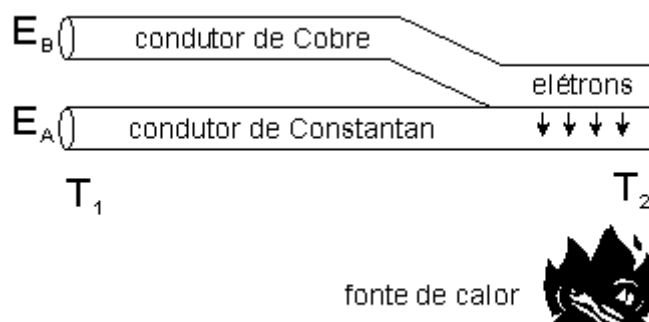 E_B condutor de Cobre
elétrons
E_A condutor de Constantan
T_1 T_2
fonte de calor